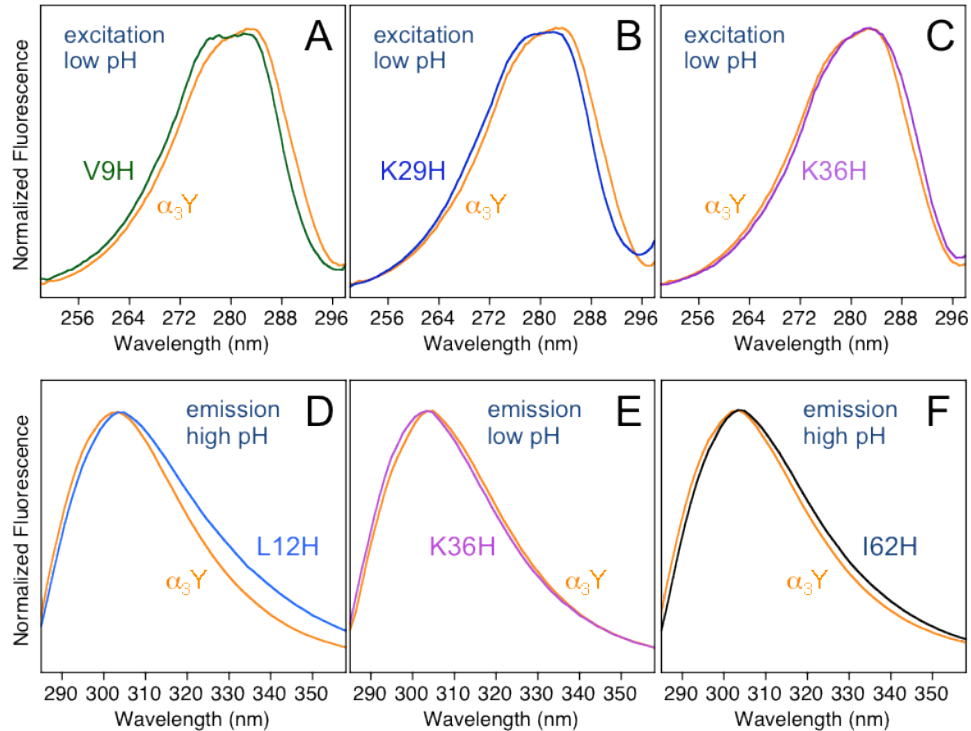 Normalized Fluorescence
excitation
low pH
A
V9H
α₃Y
256 264 272 280 288 296
Wavelength (nm)
excitation
low pH
B
K29H
α₃Y
256 264 272 280 288 296
Wavelength (nm)
excitation
low pH
C
K36H
α₃Y
256 264 272 280 288 296
Wavelength (nm)
Normalized Fluorescence
emission
high pH
D
L12H
α₃Y
290 300 310 320 330 340 350
Wavelength (nm)
emission
low pH
E
K36H
α₃Y
290 300 310 320 330 340 350
Wavelength (nm)
emission
high pH
F
I62H
α₃Y
290 300 310 320 330 340 350
Wavelength (nm)